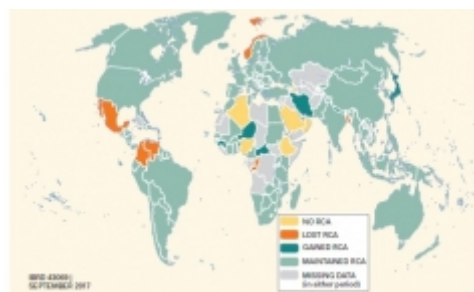 NO RCA
LOST RCA
GAINED RCA
MAINTAINED RCA
MISSING DATA
(in either period)
IBRD 43069 |
SEPTEMBER 2017